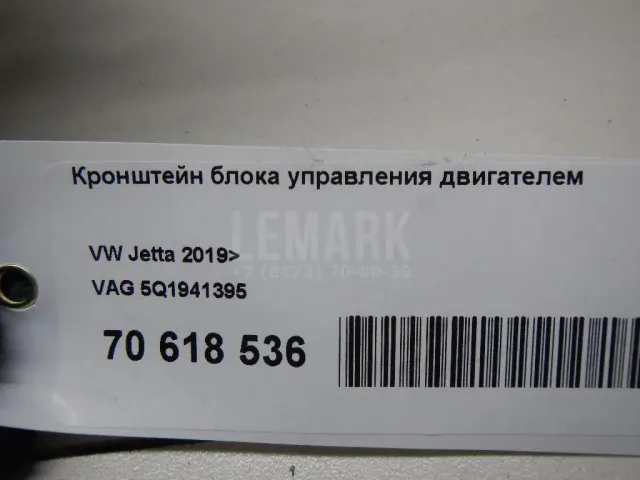 Кронштейн блока управления двигателем
LEMARK
VW Jetta 2019>
VAG 5Q1941395
70 618 536